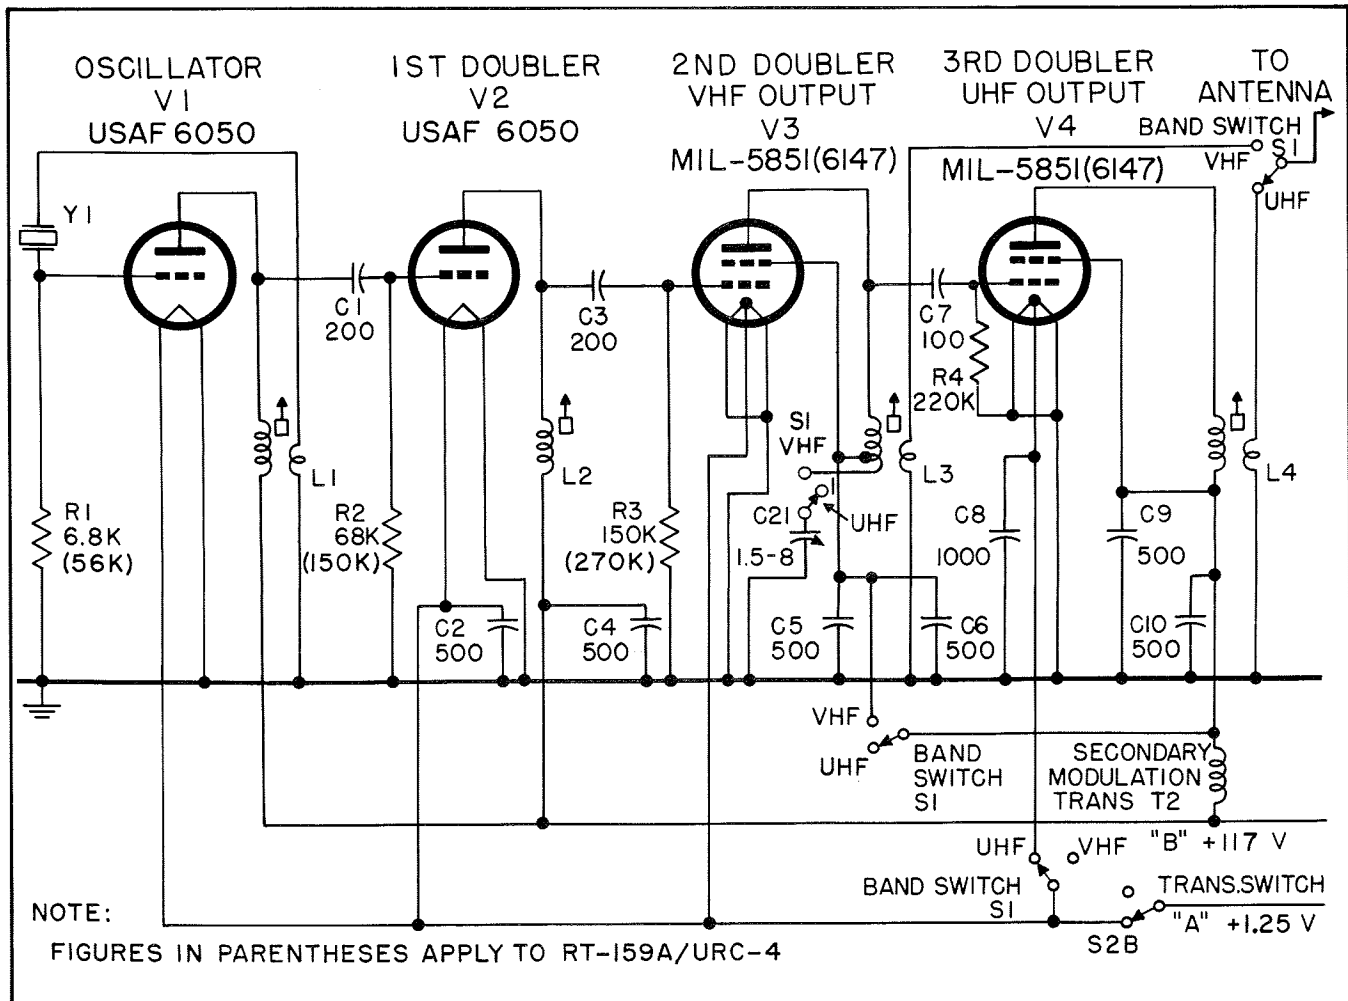 OSCILLATOR
V1
USAF 6050
1ST DOUBLER
V2
USAF 6050
2ND DOUBLER
VHF OUTPUT
V3
MIL-5851(6147)
3RD DOUBLER
UHF OUTPUT
V4
MIL-5851(6147)
TO
ANTENNA
BAND SWITCH
S1
VHF
UHF
Y1
C1
200
C3
200
C7
100
R4
220K
S1
VHF
L1
L2
L3
L4
R1
6.8K
(56K)
R2
68K
(150K)
R3
150K
(270K)
C21
1.5-8
1
UHF
C8
1000
C9
500
C2
500
C4
500
C5
500
C6
500
C10
500
VHF
UHF
BAND
SWITCH
S1
SECONDARY
MODULATION
TRANS T2
"B" +117 V
UHF
VHF
BAND SWITCH
S1
TRANS.SWITCH
"A" +1.25 V
S2B
NOTE:
FIGURES IN PARENTHESES APPLY TO RT-159A/URC-4